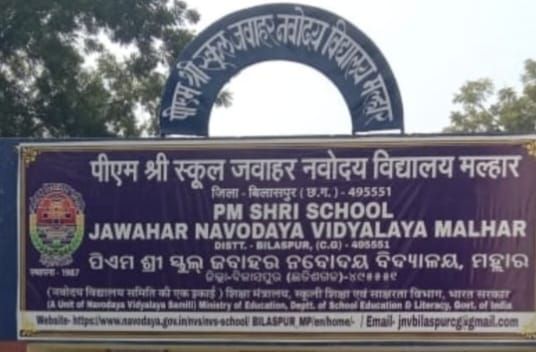 पीएम श्री स्कूल जवाहर नवोदय विद्यालय मल्हार
पीएम श्री स्कूल जवाहर नवोदय विद्यालय मल्हार
जिला - बिलासपुर (छ.ग.) - 495551
PM SHRI SCHOOL
JAWAHAR NAVODAYA VIDYALAYA MALHAR
DISTT. - BILASPUR, (C.G) - 495551
ପିଏମ ଶ୍ରୀ ସ୍କୁଲ୍ ଜବାହର ନବୋଦୟ ବିଦ୍ୟାଳୟ, ମହ୍ଲାର
ଜିଲ୍ଲା-ବିଳାସପୁର (ଛତିଶଗଡ)-୪୯୫୫୫୧
स्थापना - 1987
(नवोदय विद्यालय समिति की एक इकाई) शिक्षा मंत्रालय, स्कूली शिक्षा एवं साक्षरता विभाग, भारत सरकार
(A Unit of Navodaya Vidyalaya Samiti) Ministry of Education, Deptt. of School Education & Literacy, Govt. of India
Website- https://www.navodaya.gov.in/nvs/nvs-school/ BILASPUR_MP/en/home/- / Email- jnvbilaspurcg@gmail.com